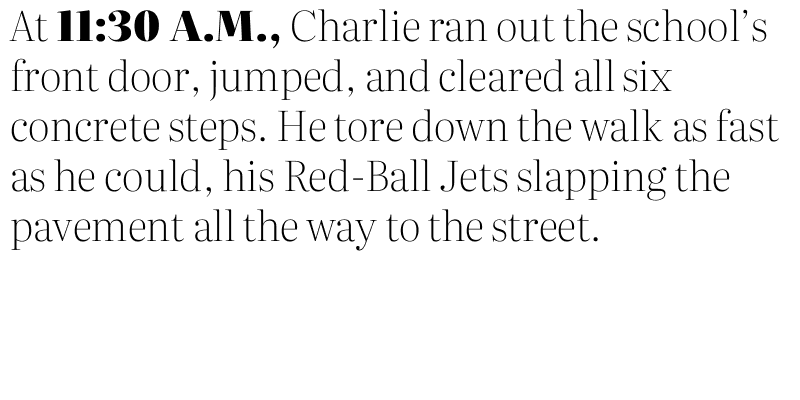 At 11:30 A.M., Charlie ran out the school’s
front door, jumped, and cleared all six
concrete steps. He tore down the walk as fast
as he could, his Red-Ball Jets slapping the
pavement all the way to the street.